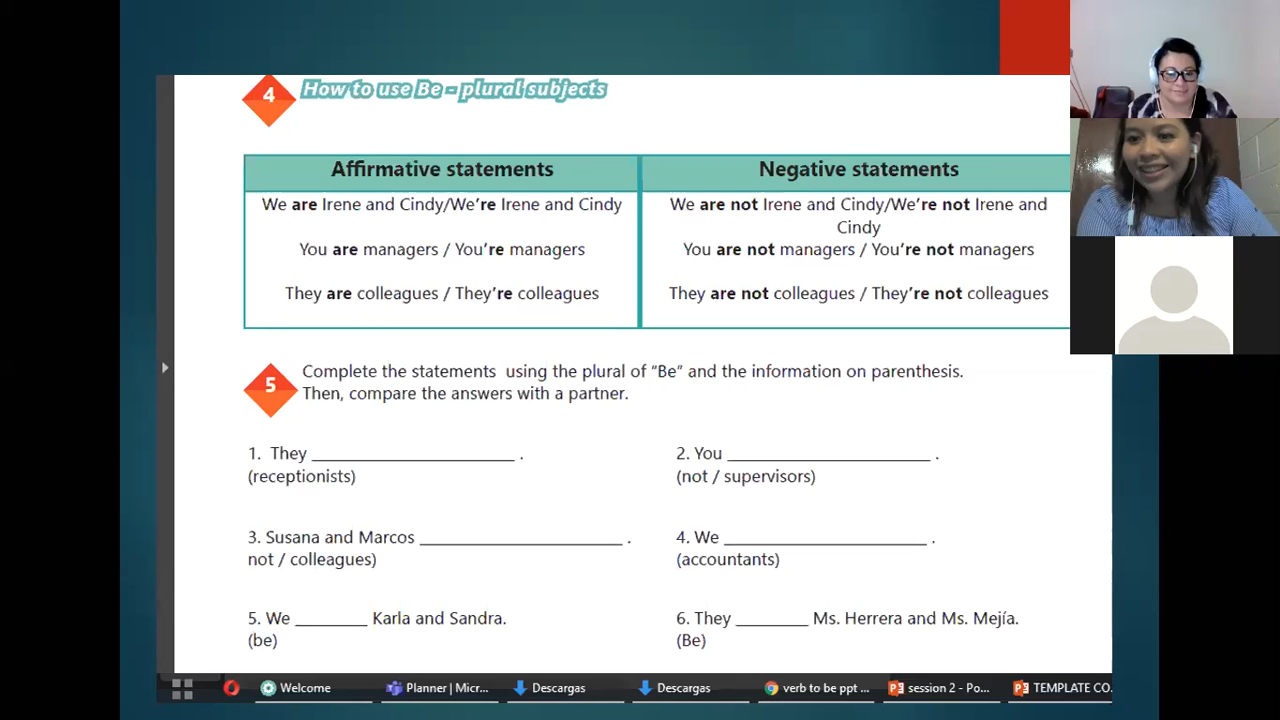 4
How to use Be - plural subjects
Affirmative statements
Negative statements
We are Irene and Cindy/We're Irene and Cindy
We are not Irene and Cindy/We're not Irene and
Cindy
You are managers / You're managers
You are not managers / You're not managers
They are colleagues / They're colleagues
They are not colleagues / They're not colleagues
5
Complete the statements using the plural of “Be” and the information on parenthesis.
Then, compare the answers with a partner.
1. They ______________________ .
2. You ______________________ .
(receptionists)
(not / supervisors)
3. Susana and Marcos ______________________ .
4. We ______________________ .
not / colleagues)
(accountants)
5. We ________ Karla and Sandra.
6. They ________ Ms. Herrera and Ms. Mejía.
(be)
(Be)
Welcome
Planner | Micr...
Descargas
Descargas
verb to be ppt ...
session 2 - Po...
TEMPLATE CO.